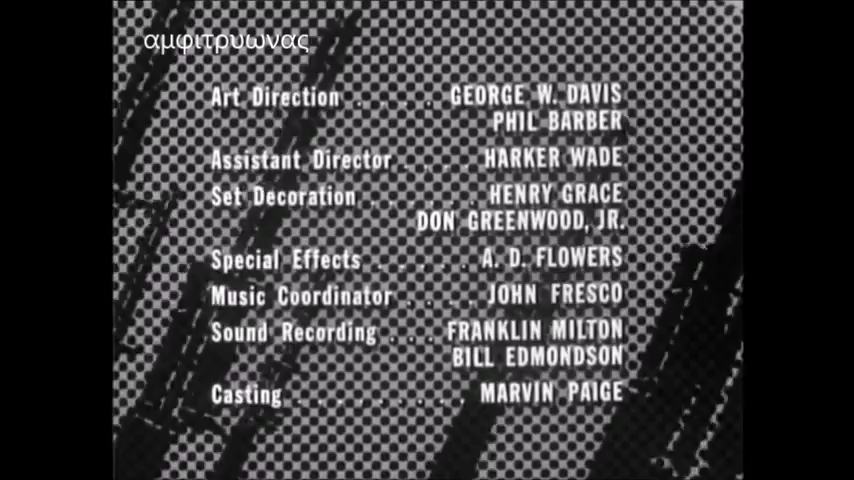 αμφιτρυωνας
Art Direction . . . . GEORGE W. DAVIS
PHIL BARBER
Assistant Director . . . HARKER WADE
Set Decoration . . . . . . HENRY GRACE
DON GREENWOOD, JR.
Special Effects . . . . . A. D. FLOWERS
Music Coordinator . . . . JOHN FRESCO
Sound Recording . . . FRANKLIN MILTON
BILL EDMONDSON
Casting . . . . . . . . . MARVIN PAIGE